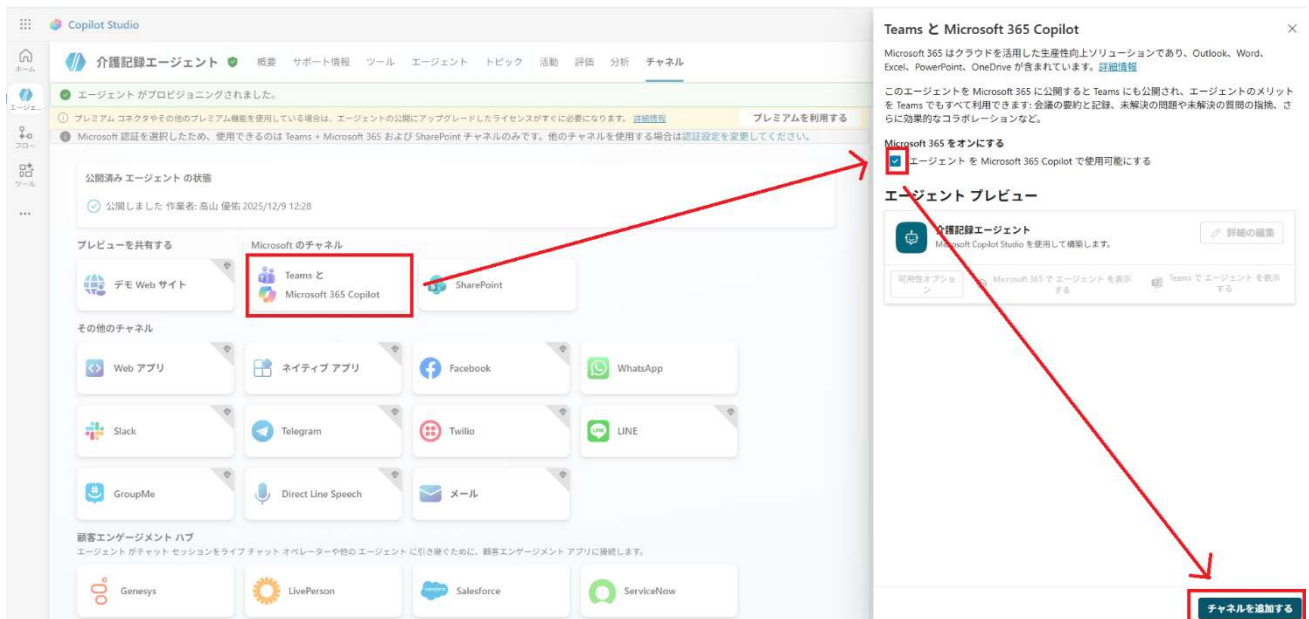 Copilot Studio
ホーム
エージェ...
フロー
ツール
介護記録エージェント 概要 サポート情報 ツール エージェント トピック 活動 評価 分析 チャネル
エージェント がプロビジョニングされました。
プレミアム コネクタやその他のプレミアム機能を使用している場合は、エージェントの公開にアップグレードしたライセンスがすぐに必要になります。 詳細情報 プレミアムを利用する
Microsoft 認証を選択したため、使用できるのは Teams + Microsoft 365 および SharePoint チャネルのみです。他のチャネルを使用する場合は認証設定を変更してください。
公開済み エージェント の状態
公開しました 作業者: 高山 優佑 2025/12/9 12:28
プレビューを共有する
Microsoft のチャネル
デモ Web サイト
Teams と
Microsoft 365 Copilot
SharePoint
その他のチャネル
Web アプリ
ネイティブ アプリ
Facebook
WhatsApp
Slack
Telegram
Twilio
LINE
GroupMe
Direct Line Speech
メール
顧客エンゲージメント ハブ
エージェント がチャット セッションをライブ チャット オペレーターや他の エージェント に引き継ぐために、顧客エンゲージメント アプリに接続します。
Genesys
LivePerson
Salesforce
ServiceNow
Teams と Microsoft 365 Copilot
Microsoft 365 はクラウドを活用した生産性向上ソリューションであり、Outlook、Word、
Excel、PowerPoint、OneDrive が含まれています。詳細情報
このエージェントを Microsoft 365 に公開すると Teams にも公開され、エージェントのメリット
を Teams でもすべて利用できます: 会議の要約と記録、未解決の問題や未解決の質問の指摘、さ
らに効果的なコラボレーションなど。
Microsoft 365 をオンにする
エージェント を Microsoft 365 Copilot で使用可能にする
エージェント プレビュー
介護記録エージェント
Microsoft Copilot Studio を使用して構築します。
詳細の編集
可用性オプショ
ン
Microsoft 365 で エージェント を表示
する
Teams で エージェント を表示
する
チャネルを追加する